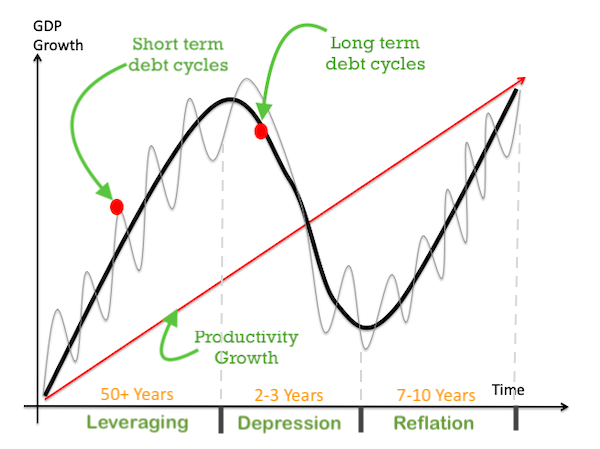 GDP
Growth
Short term
debt cycles
Long term
debt cycles
Productivity
Growth
50+ Years
2-3 Years
7-10 Years
Time
Leveraging
Depression
Reflation